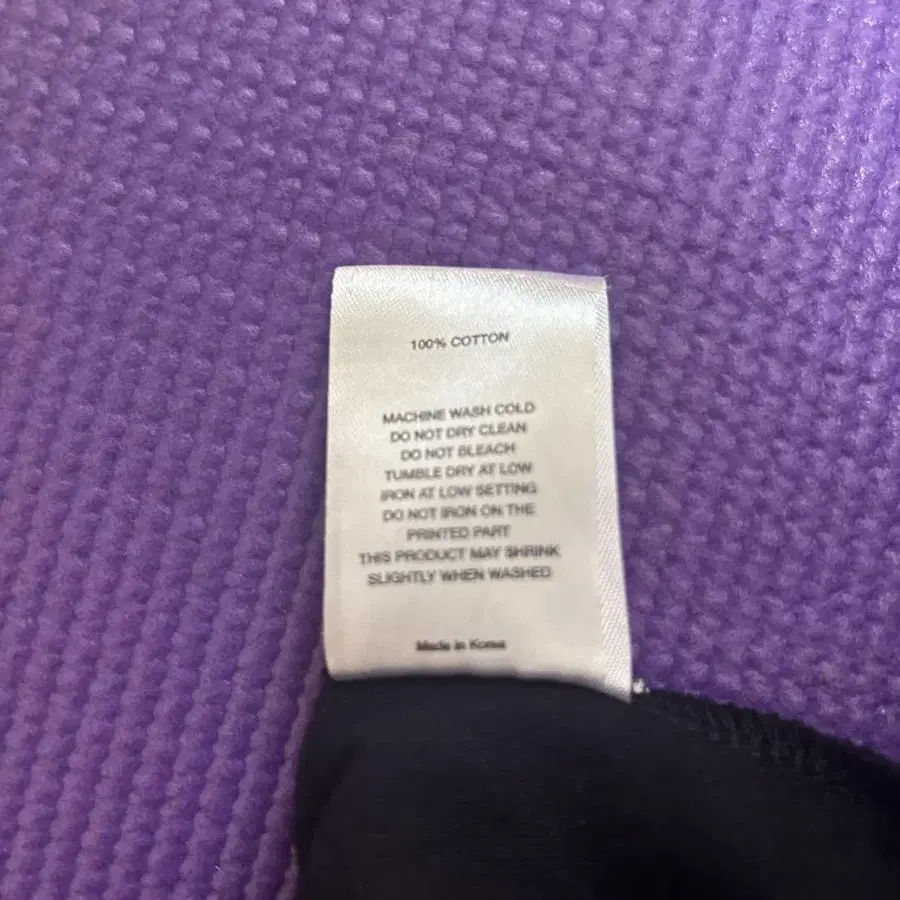 100% COTTON
MACHINE WASH COLD
DO NOT DRY CLEAN
DO NOT BLEACH
TUMBLE DRY AT LOW
IRON AT LOW SETTING
DO NOT IRON ON THE
PRINTED PART
THIS PRODUCT MAY SHRINK
SLIGHTLY WHEN WASHED
Made in Korea